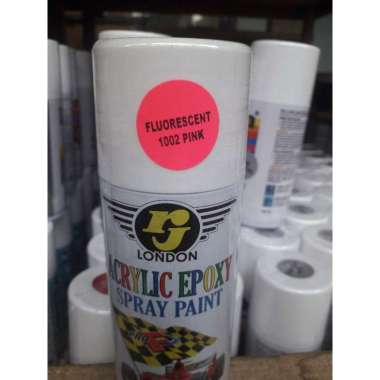 FLUORESCENT
1002 PINK
rj
LONDON
ACRYLIC EPOXY
SPRAY PAINT